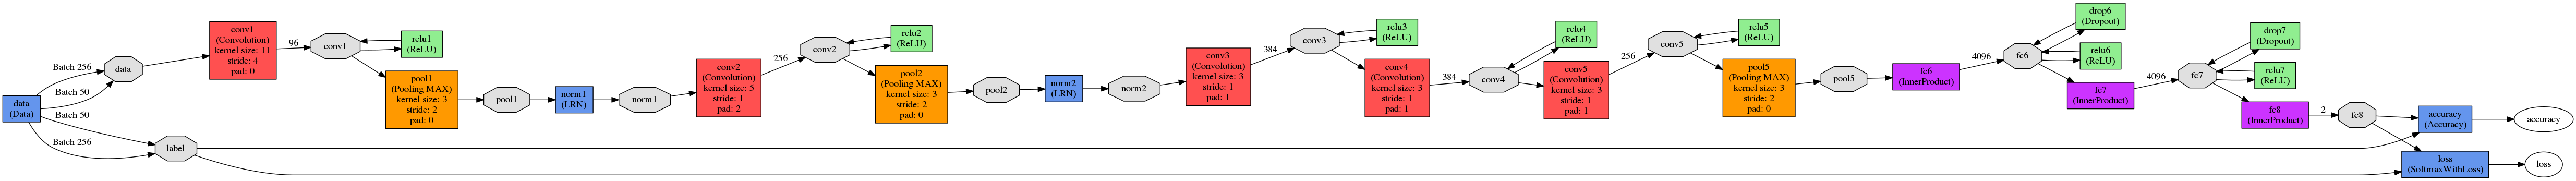 data
(Data)
Batch 256
Batch 50
Batch 50
Batch 256
data
label
conv1
(Convolution)
kernel size: 11
stride: 4
pad: 0
96
conv1
relu1
(ReLU)
pool1
(Pooling MAX)
kernel size: 3
stride: 2
pad: 0
pool1
norm1
(LRN)
norm1
conv2
(Convolution)
kernel size: 5
stride: 1
pad: 2
256
conv2
relu2
(ReLU)
pool2
(Pooling MAX)
kernel size: 3
stride: 2
pad: 0
pool2
norm2
(LRN)
norm2
conv3
(Convolution)
kernel size: 3
stride: 1
pad: 1
384
conv3
relu3
(ReLU)
conv4
(Convolution)
kernel size: 3
stride: 1
pad: 1
384
conv4
relu4
(ReLU)
conv5
(Convolution)
kernel size: 3
stride: 1
pad: 1
256
conv5
relu5
(ReLU)
pool5
(Pooling MAX)
kernel size: 3
stride: 2
pad: 0
pool5
fc6
(InnerProduct)
4096
fc6
drop6
(Dropout)
relu6
(ReLU)
fc7
(InnerProduct)
4096
fc7
drop7
(Dropout)
relu7
(ReLU)
fc8
(InnerProduct)
2
fc8
accuracy
(Accuracy)
accuracy
loss
(SoftmaxWithLoss)
loss